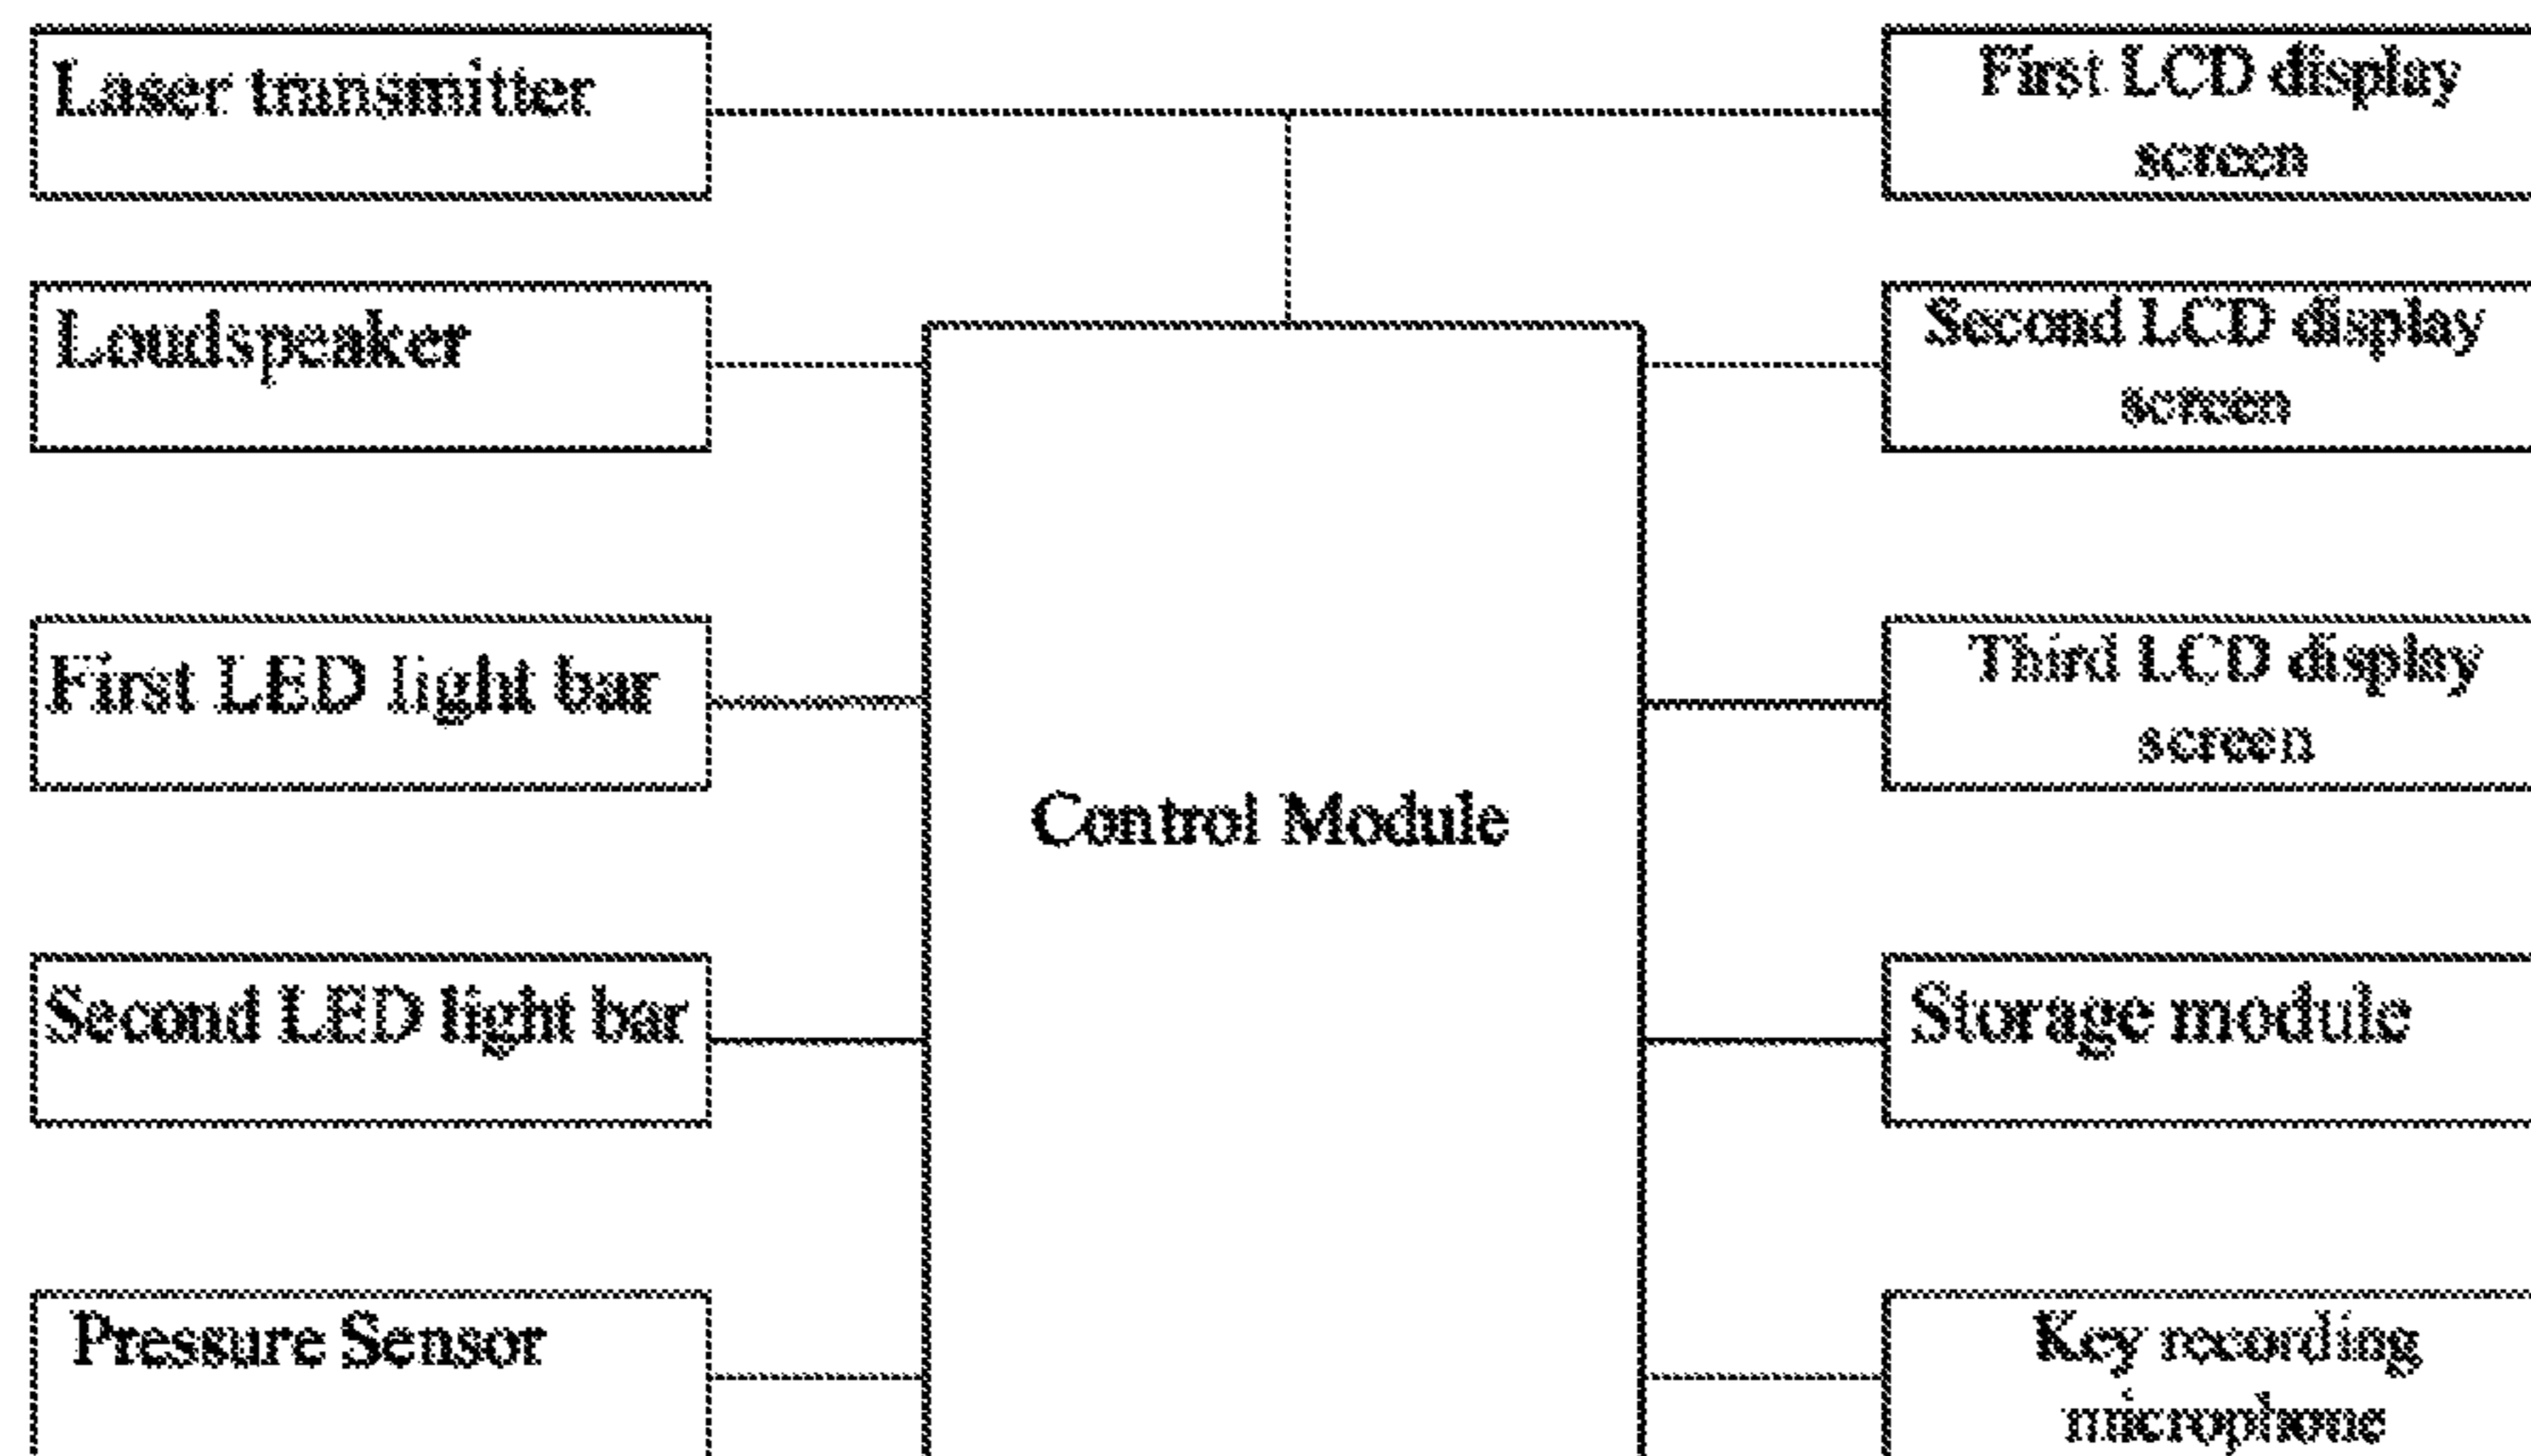 Laser transmitter
First LCD display
screen
Loudspeaker
Second LCD display
screen
First LED light bar
Third LCD display
screen
Control Module
Second LED light bar
Storage module
Pressure Sensor
Key recording
microphone